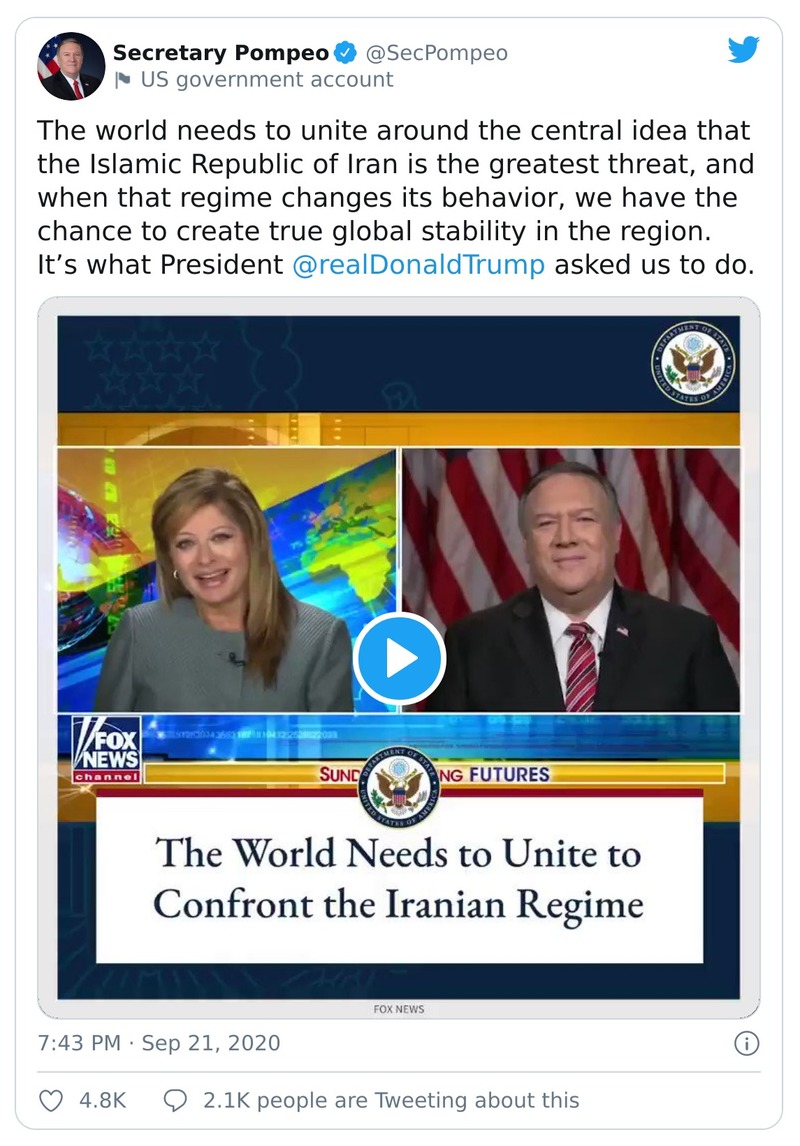 Secretary Pompeo @SecPompeo
US government account
The world needs to unite around the central idea that
the Islamic Republic of Iran is the greatest threat, and
when that regime changes its behavior, we have the
chance to create true global stability in the region.
It’s what President @realDonaldTrump asked us to do.
DEPARTMENT OF STATE
UNITED STATES OF AMERICA
FOX
NEWS
channel
SUND NG FUTURES
DEPARTMENT OF STATE
UNITED STATES OF AMERICA
The World Needs to Unite to
Confront the Iranian Regime
FOX NEWS
7:43 PM · Sep 21, 2020
4.8K 2.1K people are Tweeting about this